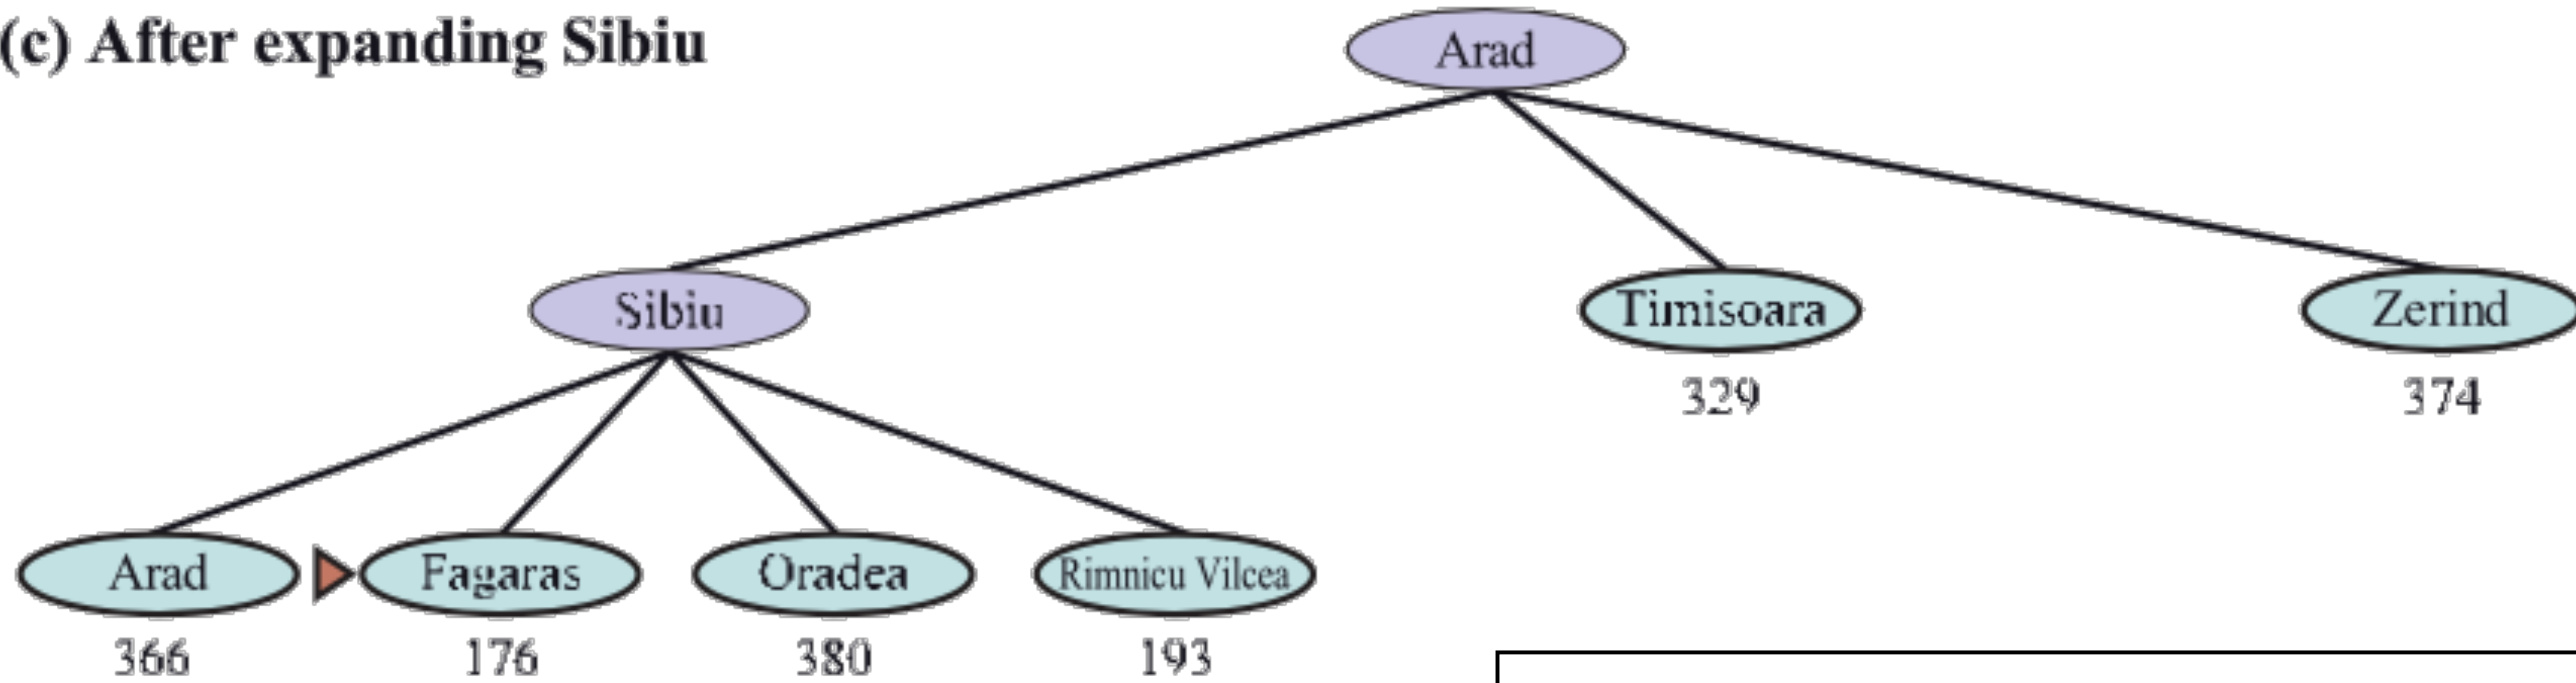 (c) After expanding Sibiu
Arad
Sibiu
Timisoara
Zerind
329
374
Arad
Fagaras
Oradea
Rimnicu Vilcea
366
176
380
193